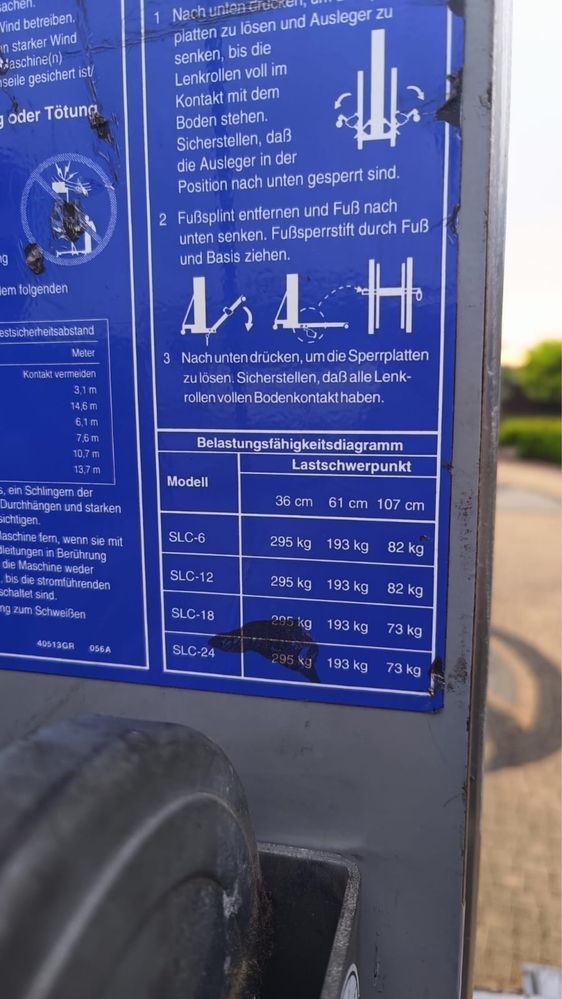 achen.
Wind betreiben.
n starker Wind
Maschine(n)
nseile gesichert ist/
g oder Tötung
ng
lem folgenden
estsicherheitsabstand
Meter
Kontakt vermeiden
3,1 m
14,6 m
6,1 m
7,6 m
10,7 m
13,7 m
s, ein Schlingern der
Durchhängen und starken
sichtigen.
Maschine fern, wenn sie mit
dleitungen in Berührung
die Maschine weder
, bis die stromführenden
schaltet sind.
ng zum Schweißen
40513GR 056A
1 Nach unten drücken, um
platten zu lösen und Ausleger zu
senken, bis die
Lenkrollen voll im
Kontakt mit dem
Boden stehen.
Sicherstellen, daß
die Ausleger in der
Position nach unten gesperrt sind.
2 Fußsplint entfernen und Fuß nach
unten senken. Fußsperrstift durch Fuß
und Basis ziehen.
3 Nach unten drücken, um die Sperrplatten
zu lösen. Sicherstellen, daß alle Lenk-
rollen vollen Bodenkontakt haben.
Belastungsfähigkeitsdiagramm
Modell Lastschwerpunkt
36 cm 61 cm 107 cm
SLC-6 295 kg 193 kg 82 kg
SLC-12 295 kg 193 kg 82 kg
SLC-18 295 kg 193 kg 73 kg
SLC-24 295 kg 193 kg 73 kg